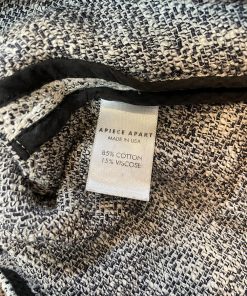 APIECE APART
MADE IN USA
85% COTTON
15% VISCOSE